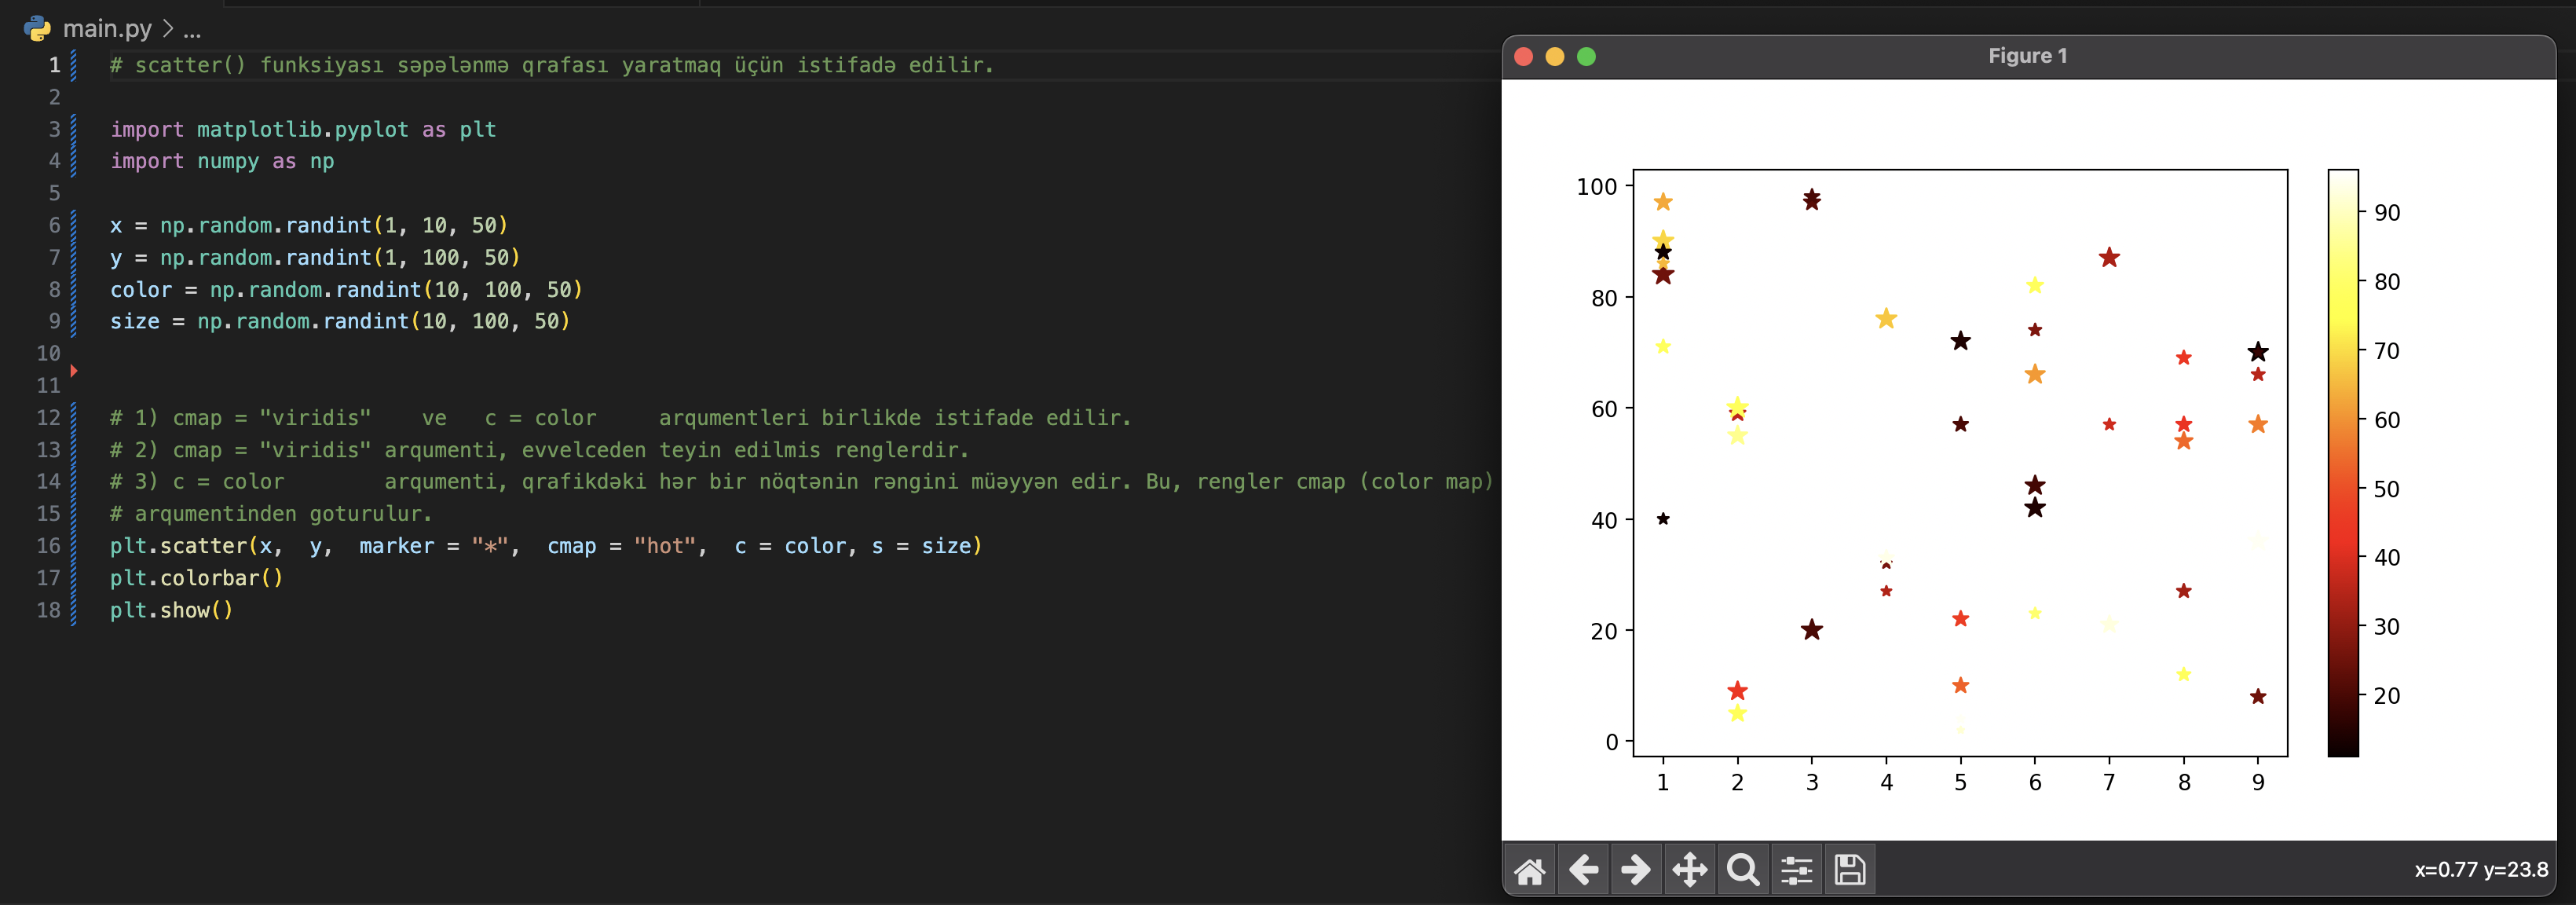 main.py > ...
1 # scatter() funksiyası səpələnmə qrafası yaratmaq üçün istifadə edilir.
2
3 import matplotlib.pyplot as plt
4 import numpy as np
5
6 x = np.random.randint(1, 10, 50)
7 y = np.random.randint(1, 100, 50)
8 color = np.random.randint(10, 100, 50)
9 size = np.random.randint(10, 100, 50)
10
11
12 # 1) cmap = "viridis"    ve   c = color     arqumentleri birlikde istifade edilir.
13 # 2) cmap = "viridis" arqumenti, evvelceden teyin edilmis renglerdir.
14 # 3) c = color        arqumenti, qrafikdəki hər bir nöqtənin rəngini müəyyən edir. Bu, rengler cmap (color map)
15 # arqumentinden goturulur.
16 plt.scatter(x,  y,  marker = "*",  cmap = "hot",  c = color, s = size)
17 plt.colorbar()
18 plt.show()
Figure 1
100
80
60
40
20
0
1 2 3 4 5 6 7 8 9
90
80
70
60
50
40
30
20
x=0.77 y=23.8